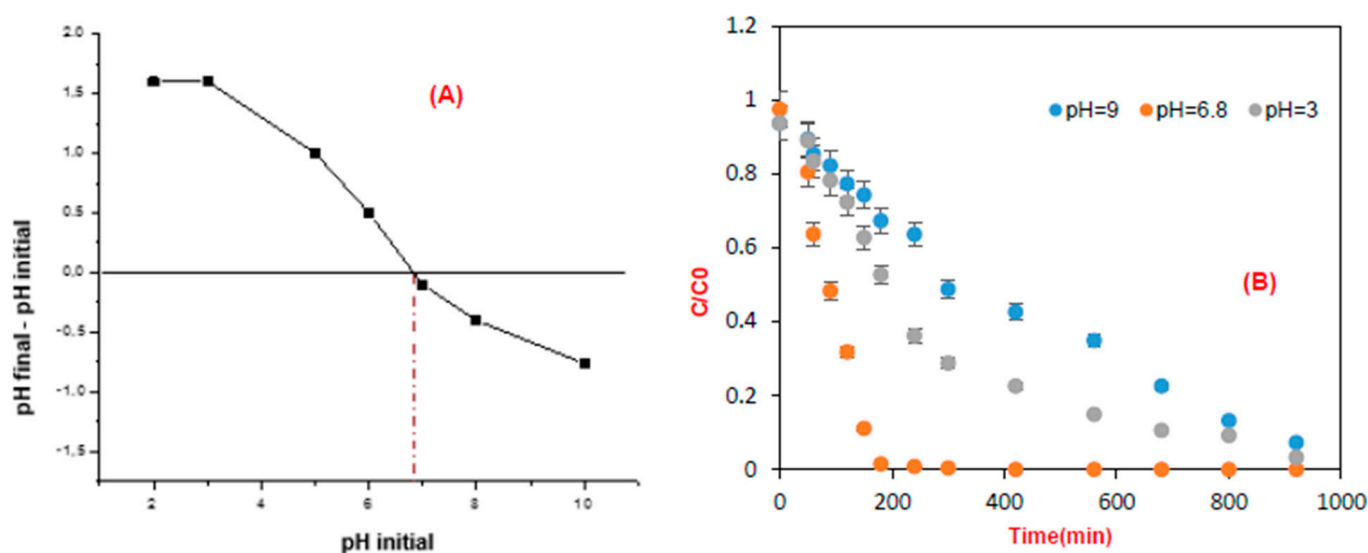 (A)
pH final - pH initial
2.0
1.5
1.0
0.5
0.0
-0.5
-1.0
-1.5
2
4
6
8
10
pH initial
(B)
C/C0
1.2
1
0.8
0.6
0.4
0.2
0
pH=9 pH=6.8 pH=3
0 200 400 600 800 1000
Time(min)